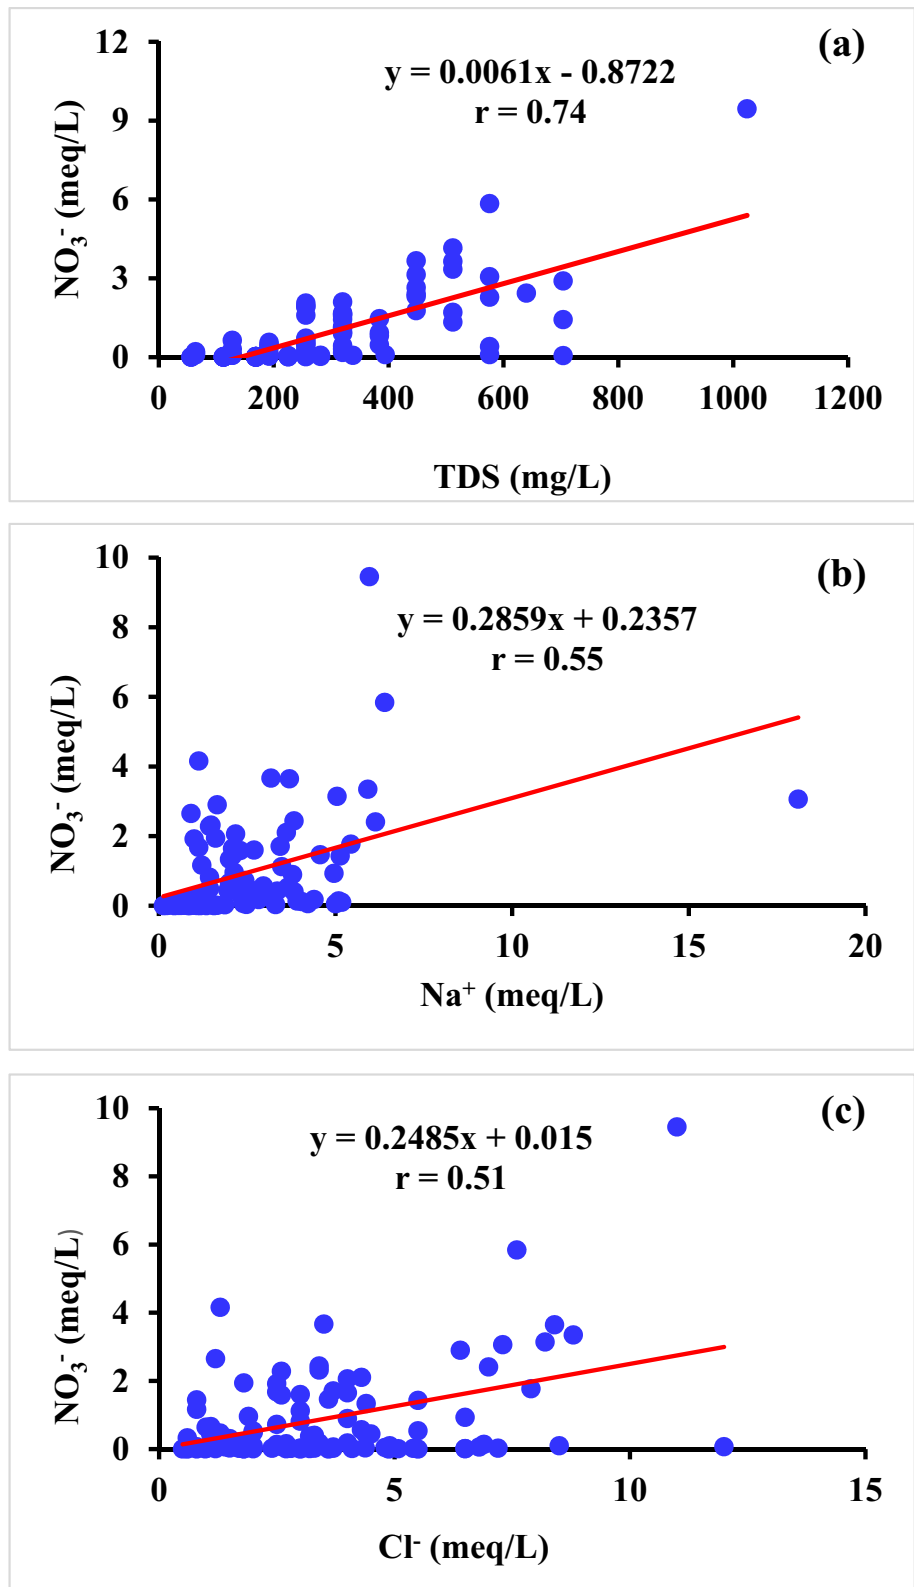 (a)
y = 0.0061x - 0.8722
r = 0.74
12
9
6
3
0
NO₃⁻ (meq/L)
0 200 400 600 800 1000 1200
TDS (mg/L)
(b)
y = 0.2859x + 0.2357
r = 0.55
10
8
6
4
2
0
NO₃⁻ (meq/L)
0 5 10 15 20
Na⁺ (meq/L)
(c)
y = 0.2485x + 0.015
r = 0.51
10
8
6
4
2
0
NO₃⁻ (meq/L)
0 5 10 15
Cl⁻ (meq/L)